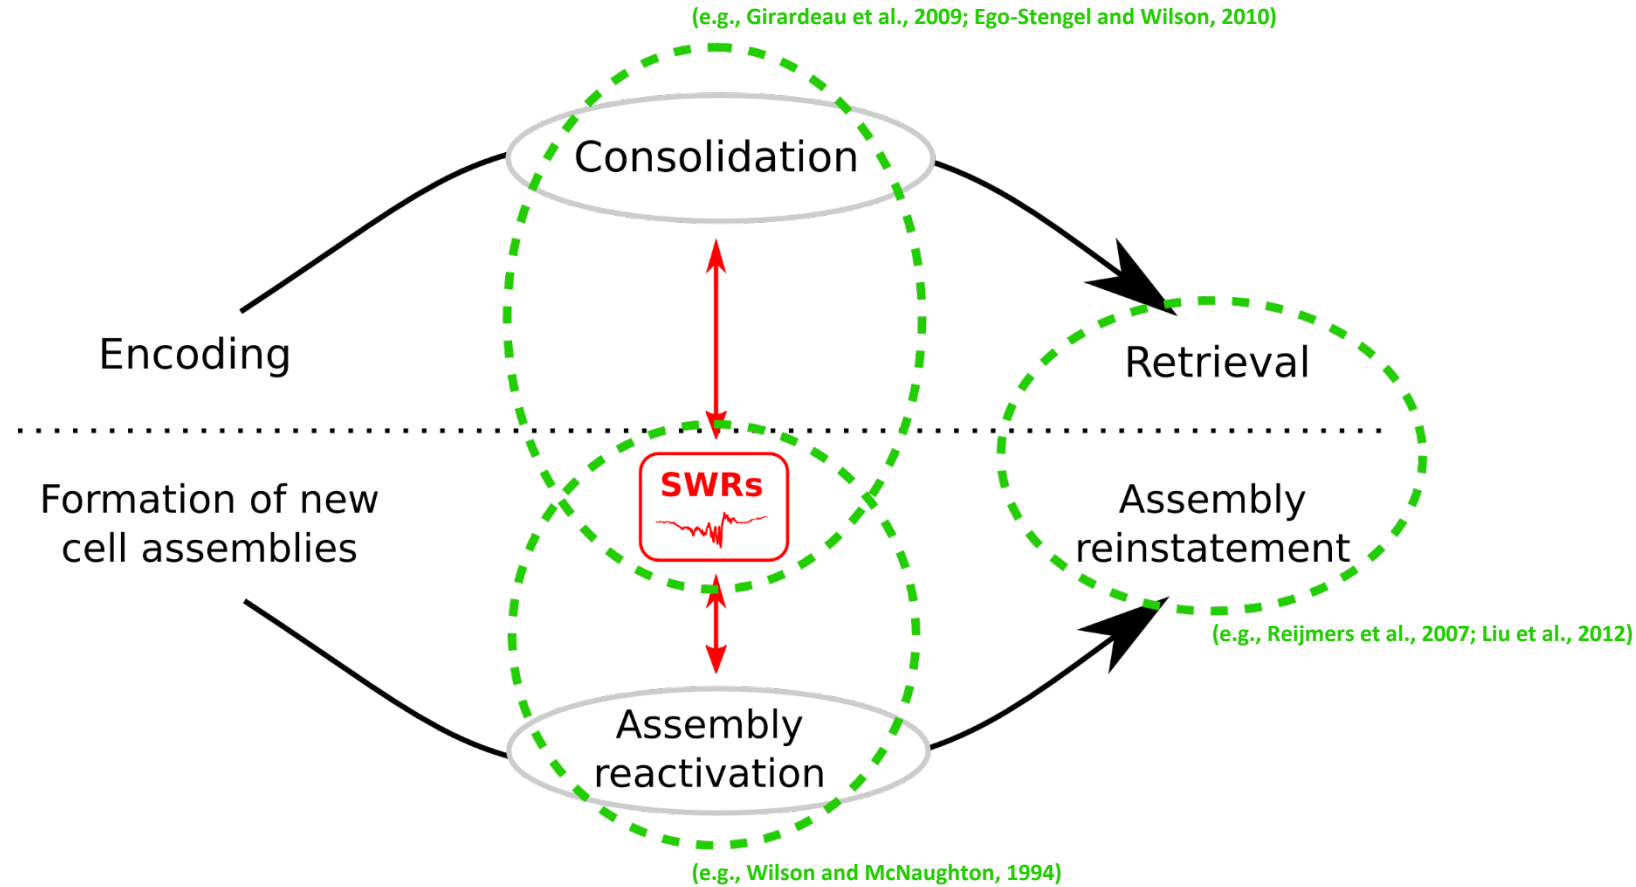 (e.g., Girardeau et al., 2009; Ego-Stengel and Wilson, 2010)
Consolidation
Encoding
Retrieval
Formation of new
cell assemblies
SWRs
Assembly
reinstatement
(e.g., Reijmers et al., 2007; Liu et al., 2012)
Assembly
reactivation
(e.g., Wilson and McNaughton, 1994)